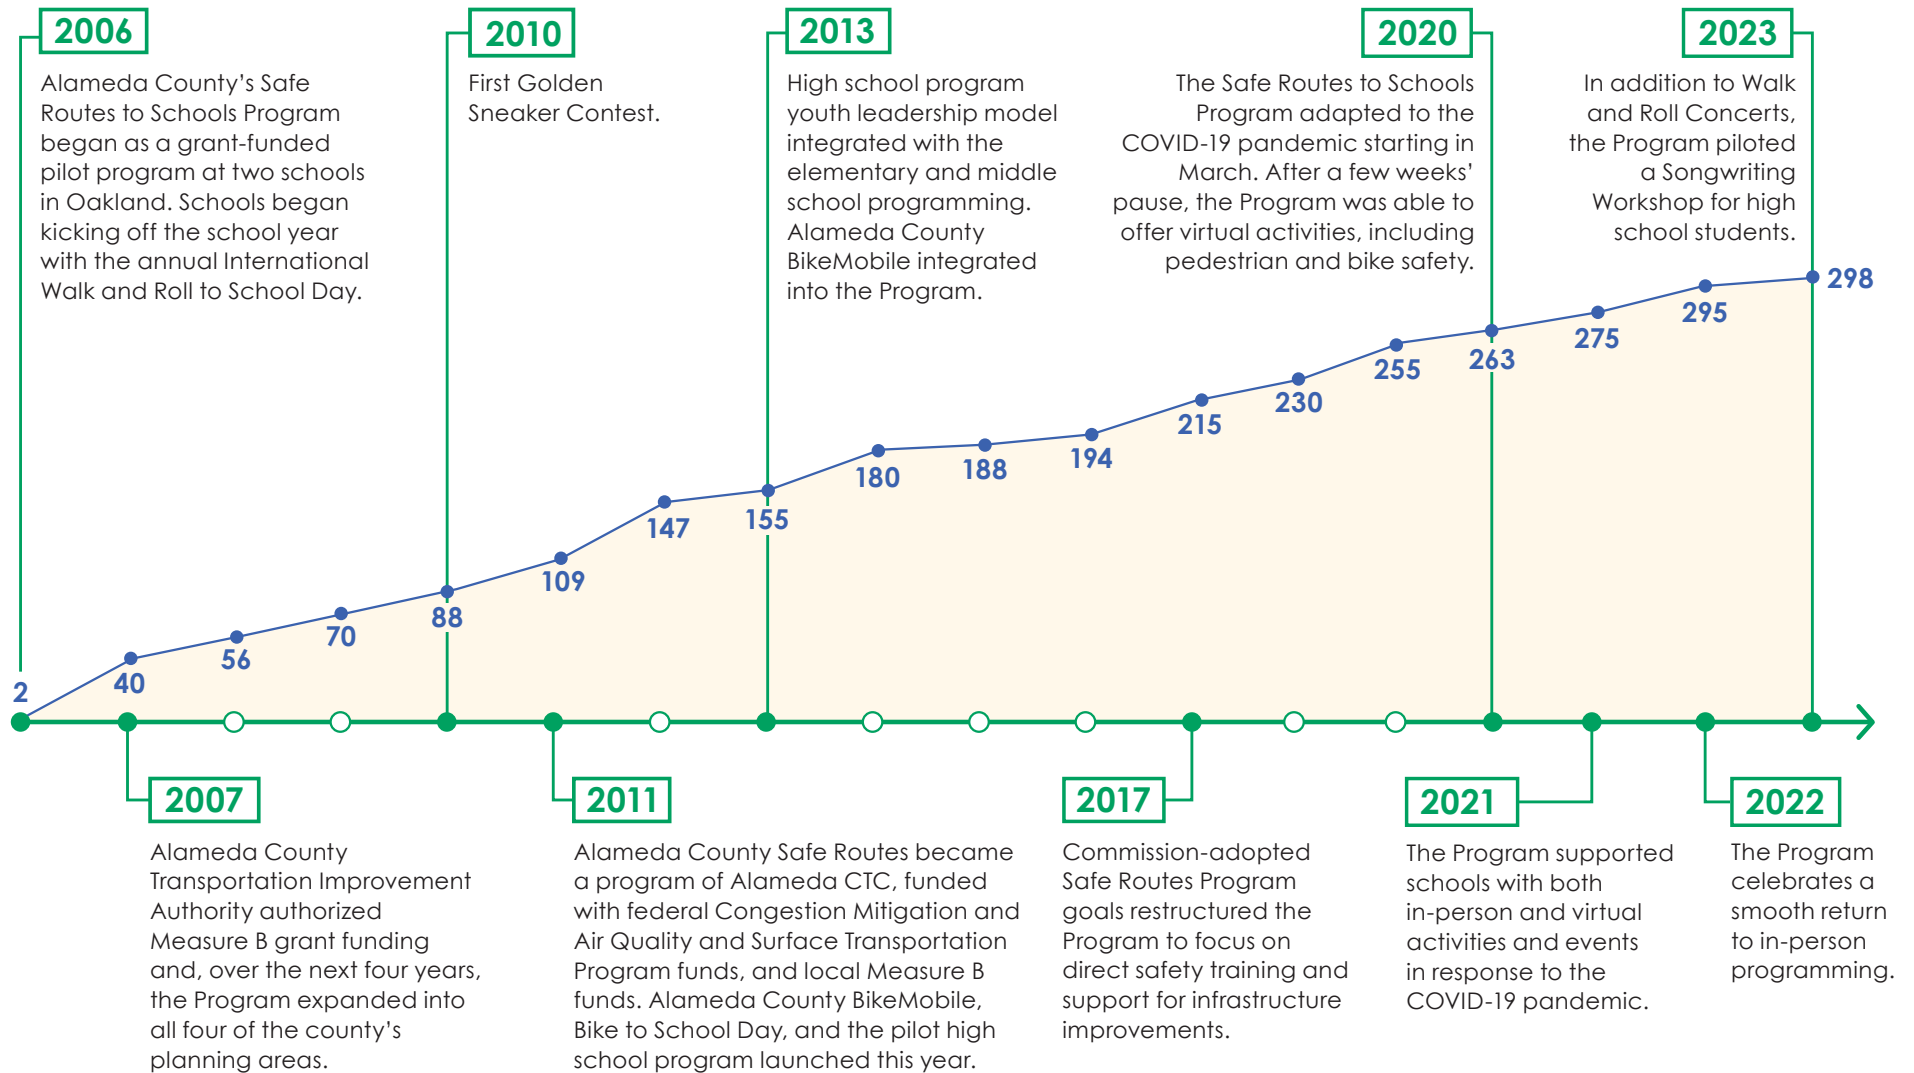 2006
Alameda County’s Safe
Routes to Schools Program
began as a grant-funded
pilot program at two schools
in Oakland. Schools began
kicking off the school year
with the annual International
Walk and Roll to School Day.
2010
First Golden
Sneaker Contest.
2013
High school program
youth leadership model
integrated with the
elementary and middle
school programming.
Alameda County
BikeMobile integrated
into the Program.
2020
The Safe Routes to Schools
Program adapted to the
COVID-19 pandemic starting in
March. After a few weeks’
pause, the Program was able to
offer virtual activities, including
pedestrian and bike safety.
2023
In addition to Walk
and Roll Concerts,
the Program piloted
a Songwriting
Workshop for high
school students.
2
40
56
70
88
109
147
155
180
188
194
215
230
255
263
275
295
298
2007
Alameda County
Transportation Improvement
Authority authorized
Measure B grant funding
and, over the next four years,
the Program expanded into
all four of the county’s
planning areas.
2011
Alameda County Safe Routes became
a program of Alameda CTC, funded
with federal Congestion Mitigation and
Air Quality and Surface Transportation
Program funds, and local Measure B
funds. Alameda County BikeMobile,
Bike to School Day, and the pilot high
school program launched this year.
2017
Commission-adopted
Safe Routes Program
goals restructured the
Program to focus on
direct safety training and
support for infrastructure
improvements.
2021
The Program supported
schools with both
in-person and virtual
activities and events
in response to the
COVID-19 pandemic.
2022
The Program
celebrates a
smooth return
to in-person
programming.